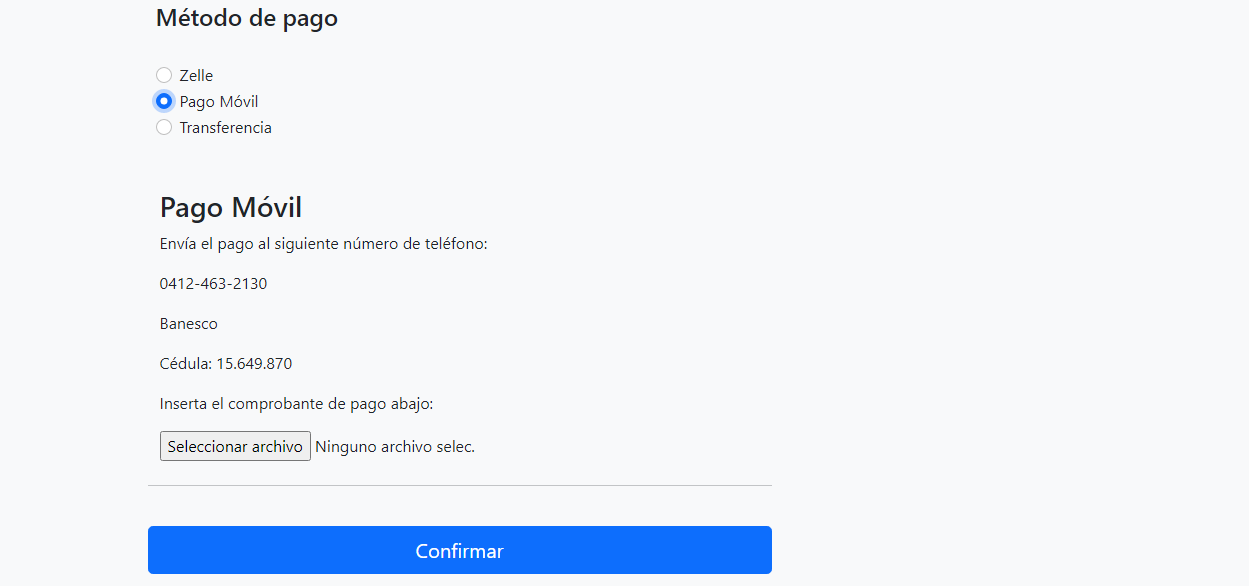 Método de pago
Zelle
Pago Móvil
Transferencia
Pago Móvil
Envía el pago al siguiente número de teléfono:
0412-463-2130
Banesco
Cédula: 15.649.870
Inserta el comprobante de pago abajo:
Seleccionar archivo Ninguno archivo selec.
Confirmar